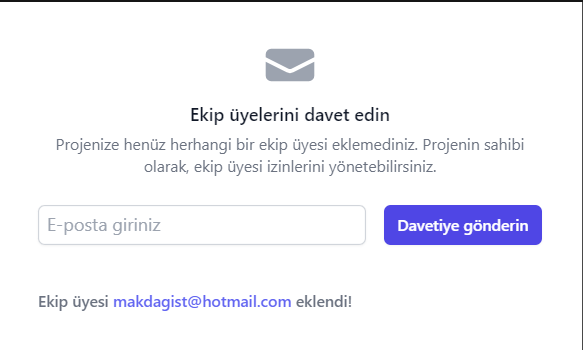 Ekip üyelerini davet edin
Projenize henüz herhangi bir ekip üyesi eklemediniz. Projenin sahibi
olarak, ekip üyesi izinlerini yönetebilirsiniz.
E-posta giriniz
Davetiye gönderin
Ekip üyesi makdagist@hotmail.com eklendi!